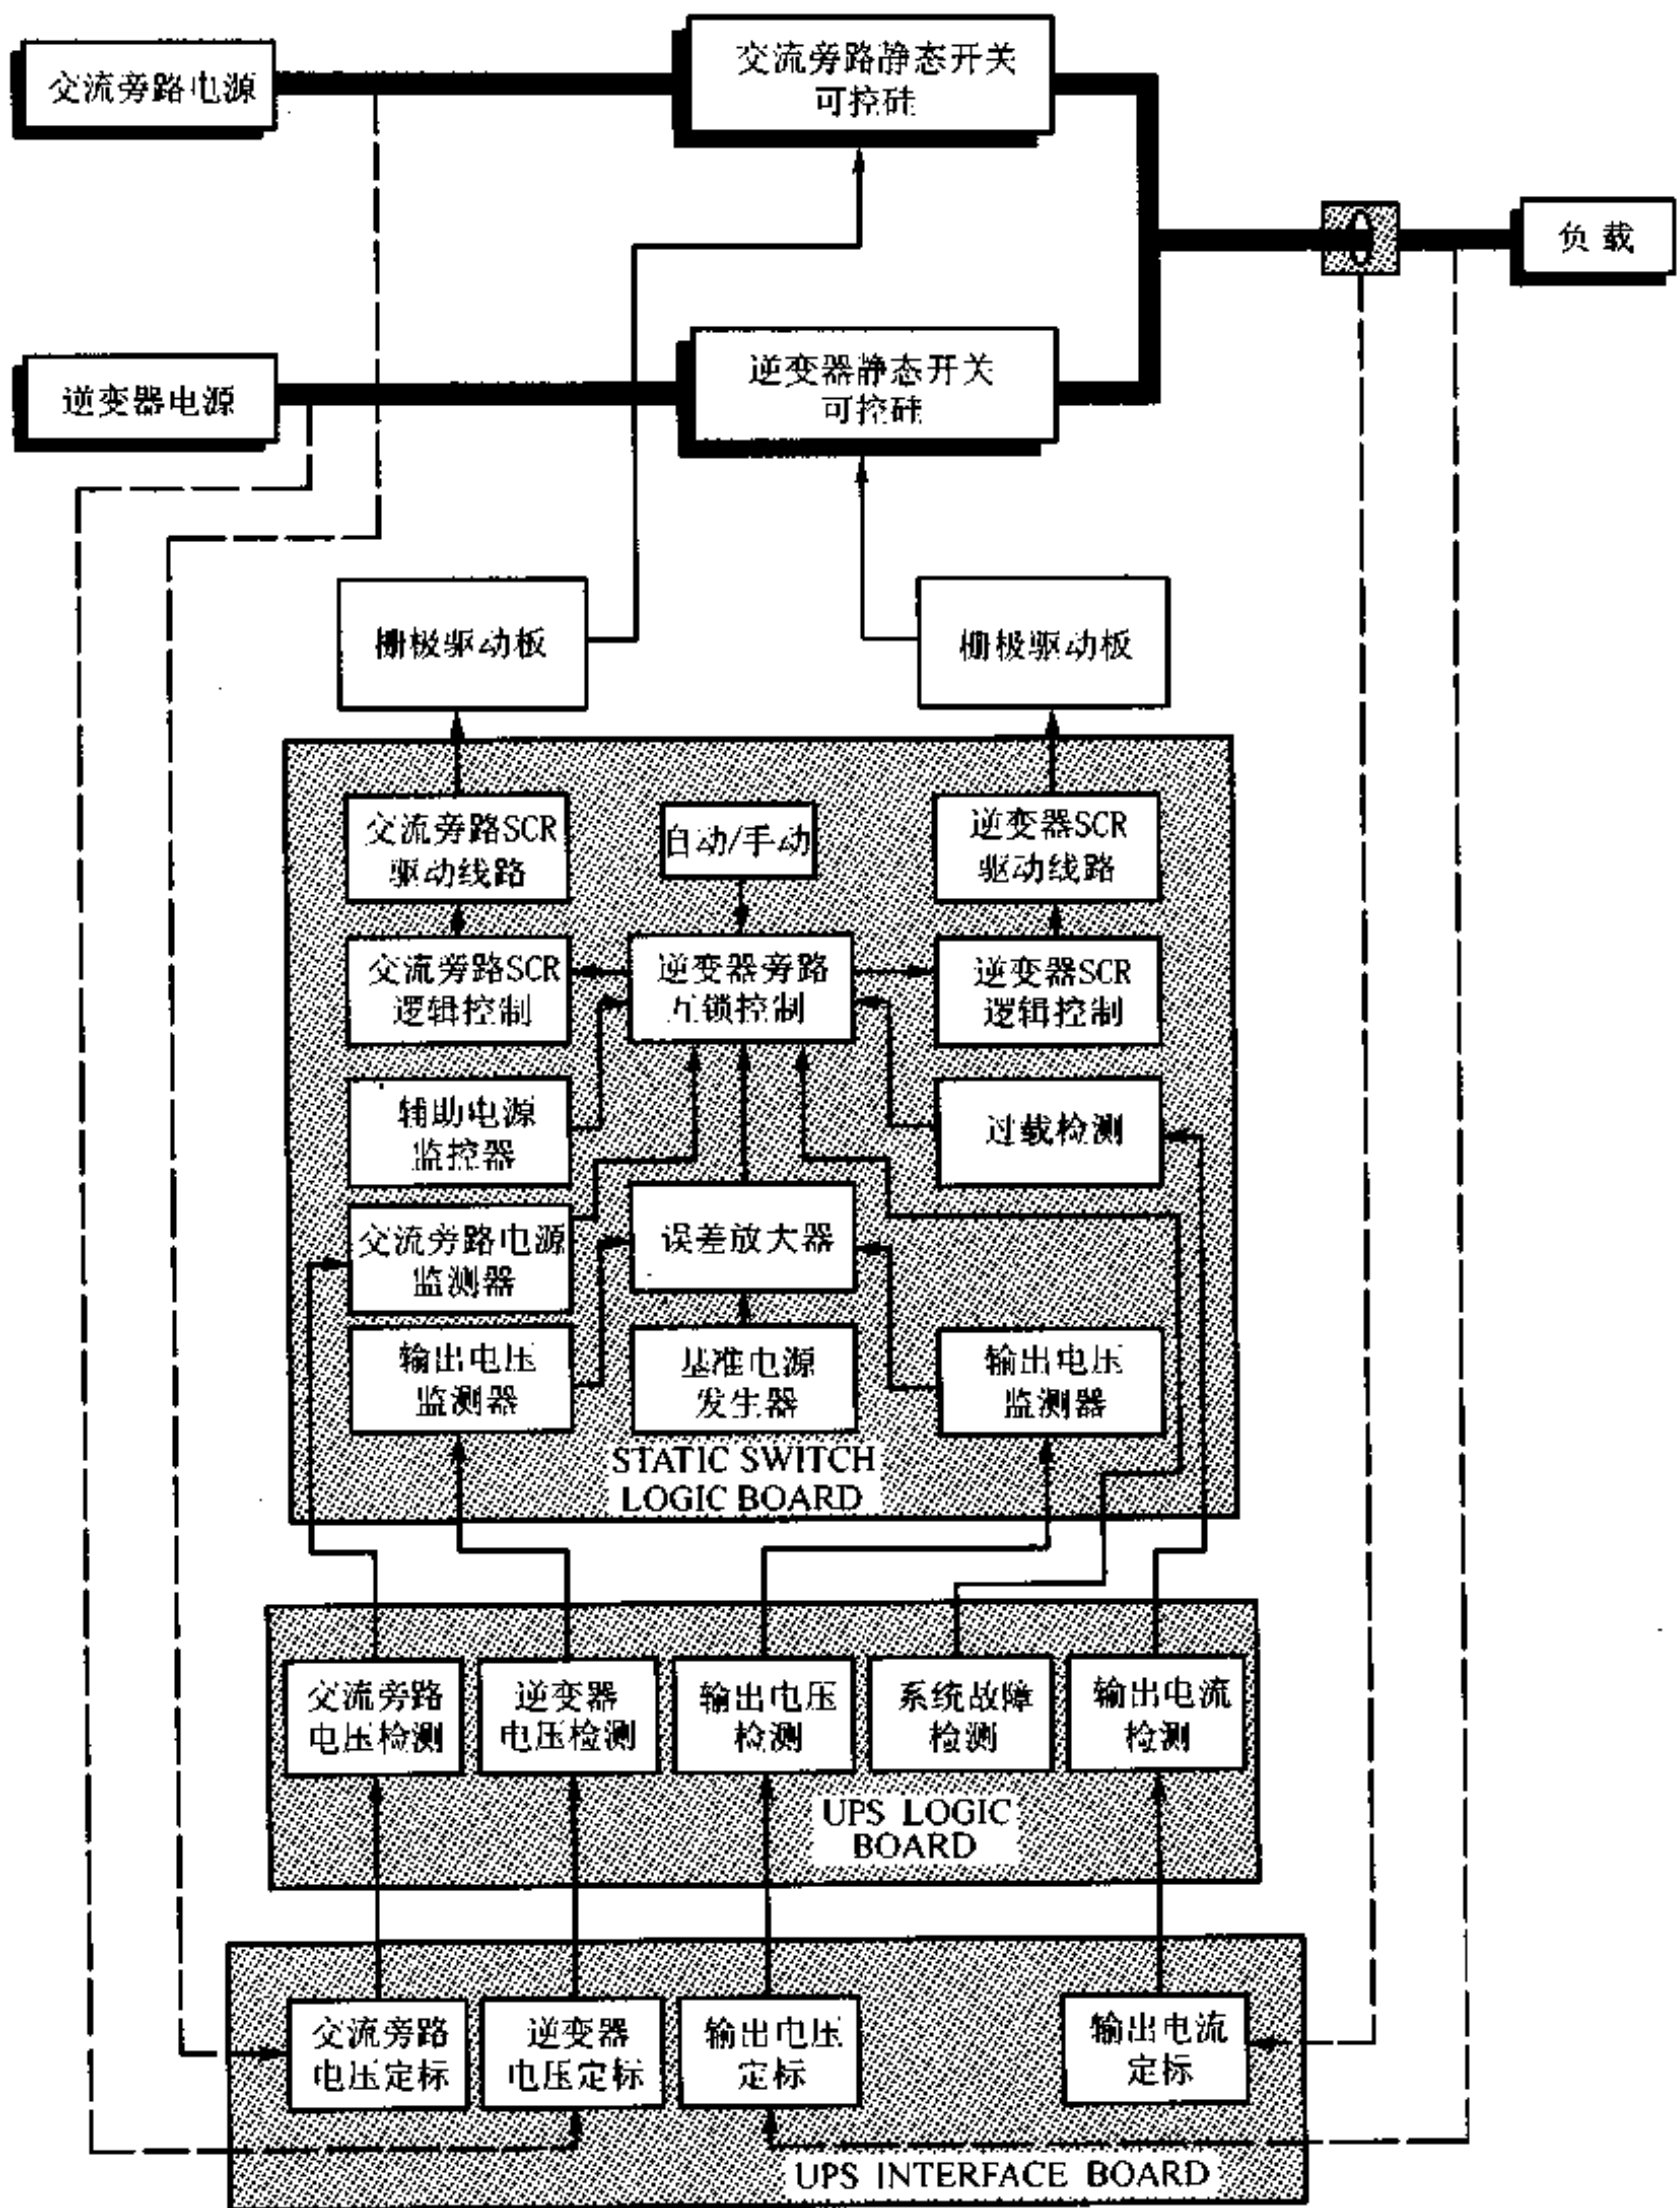 交流旁路电源
交流旁路静态开关
可控硅
负载
逆变器电源
逆变器静态开关
可控硅
栅极驱动板
栅极驱动板
交流旁路SCR
驱动线路
自动/手动
逆变器SCR
驱动线路
交流旁路SCR
逻辑控制
逆变器旁路
互锁控制
逆变器SCR
逻辑控制
辅助电源
监控器
过载检测
交流旁路电源
监测器
误差放大器
输出电压
监测器
基准电源
发生器
输出电压
监测器
STATIC SWITCH
LOGIC BOARD
交流旁路
电压检测
逆变器
电压检测
输出电压
检测
系统故障
检测
输出电流
检测
UPS LOGIC
BOARD
交流旁路
电压定标
逆变器
电压定标
输出电压
定标
输出电流
定标
UPS INTERFACE BOARD